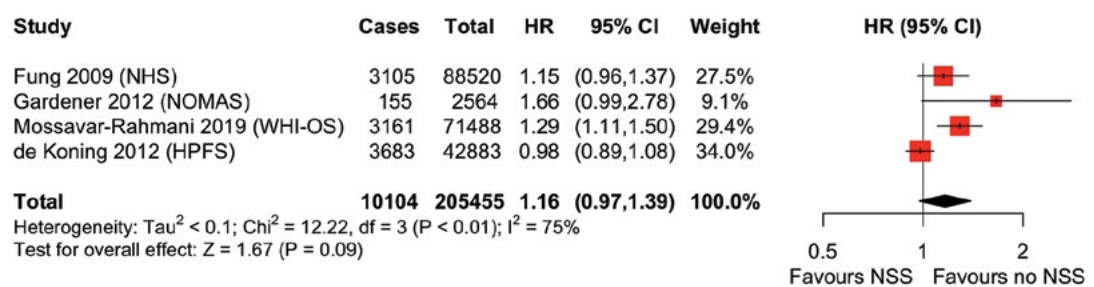 Study Cases Total HR 95% CI Weight HR (95% CI)
Fung 2009 (NHS) 3105 88520 1.15 (0.96,1.37) 27.5%
Gardener 2012 (NOMAS) 155 2564 1.66 (0.99,2.78) 9.1%
Mossavar-Rahmani 2019 (WHI-OS) 3161 71488 1.29 (1.11,1.50) 29.4%
de Koning 2012 (HPFS) 3683 42883 0.98 (0.89,1.08) 34.0%
Total 10104 205455 1.16 (0.97,1.39) 100.0%
Heterogeneity: Tau² < 0.1; Chi² = 12.22, df = 3 (P < 0.01); I² = 75%
Test for overall effect: Z = 1.67 (P = 0.09)
0.5 1 2
Favours NSS Favours no NSS